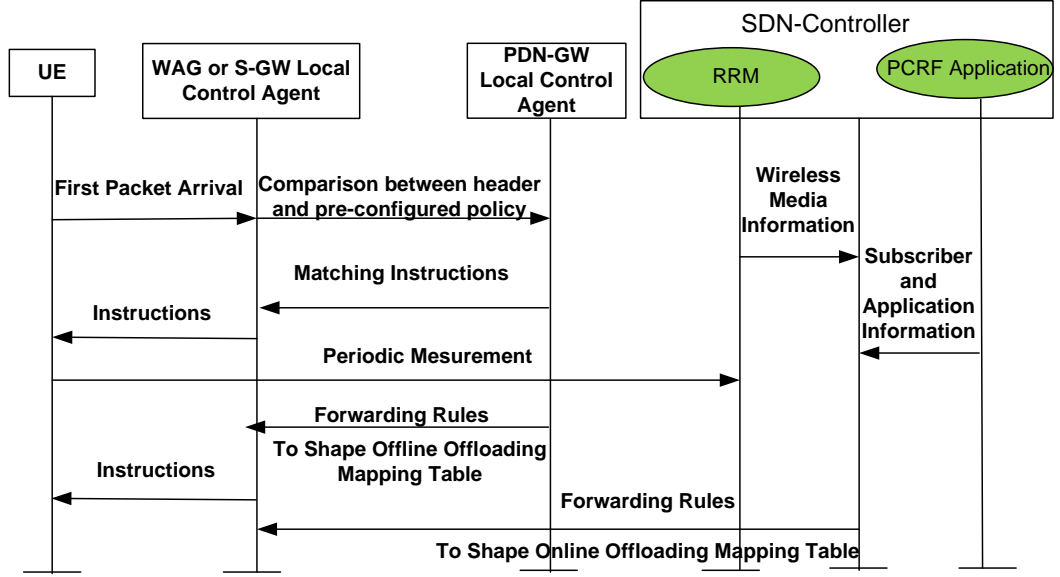 SDN-Controller
UE
WAG or S-GW Local
Control Agent
PDN-GW
Local Control
Agent
RRM
PCRF Application
First Packet Arrival
Comparison between header
and pre-configured policy
Wireless
Media
Information
Matching Instructions
Subscriber
and
Application
Information
Instructions
Periodic Mesurement
Forwarding Rules
To Shape Offline Offloading
Mapping Table
Instructions
Forwarding Rules
To Shape Online Offloading Mapping Table